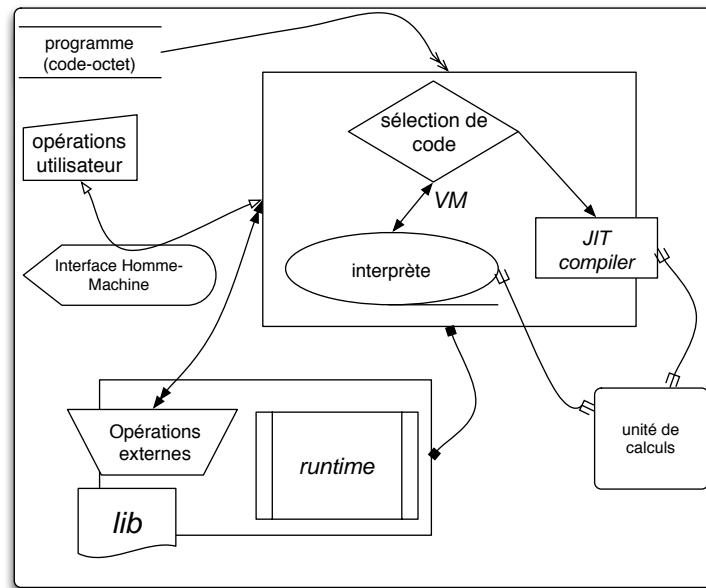 programme
(code-octet)
sélection de
code
opérations
utilisateur
VM
JIT
compiler
Interface Homme-
Machine
interprète
Opérations
externes
runtime
unité de
calculs
lib